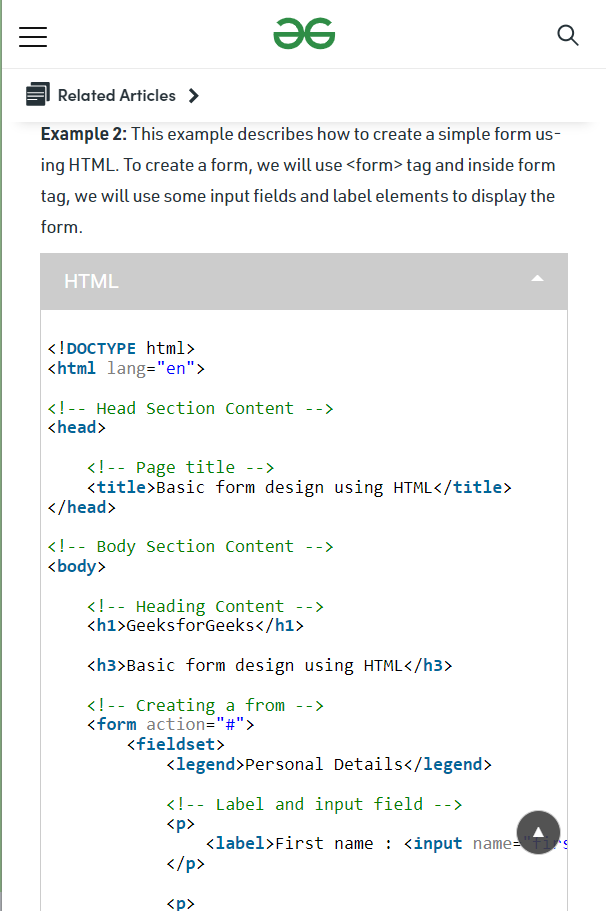 Related Articles
Example 2: This example describes how to create a simple form us-
ing HTML. To create a form, we will use <form> tag and inside form
tag, we will use some input fields and label elements to display the
form.
HTML
<!DOCTYPE html>
<html lang="en">
<!-- Head Section Content -->
<head>
<!-- Page title -->
<title>Basic form design using HTML</title>
</head>
<!-- Body Section Content -->
<body>
<!-- Heading Content -->
<h1>GeeksforGeeks</h1>
<h3>Basic form design using HTML</h3>
<!-- Creating a from -->
<form action="#">
<fieldset>
<legend>Personal Details</legend>
<!-- Label and input field -->
<p>
<label>First name : <input name=
</p>
<p>